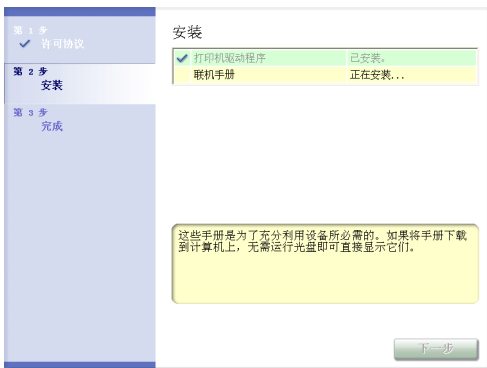 第 1 步
许可协议
第 2 步
安装
第 3 步
完成
安装
打印机驱动程序 已安装。
联机手册 正在安装...
这些手册是为了充分利用设备所必需的。如果将手册下载
到计算机上，无需运行光盘即可直接显示它们。
下一步